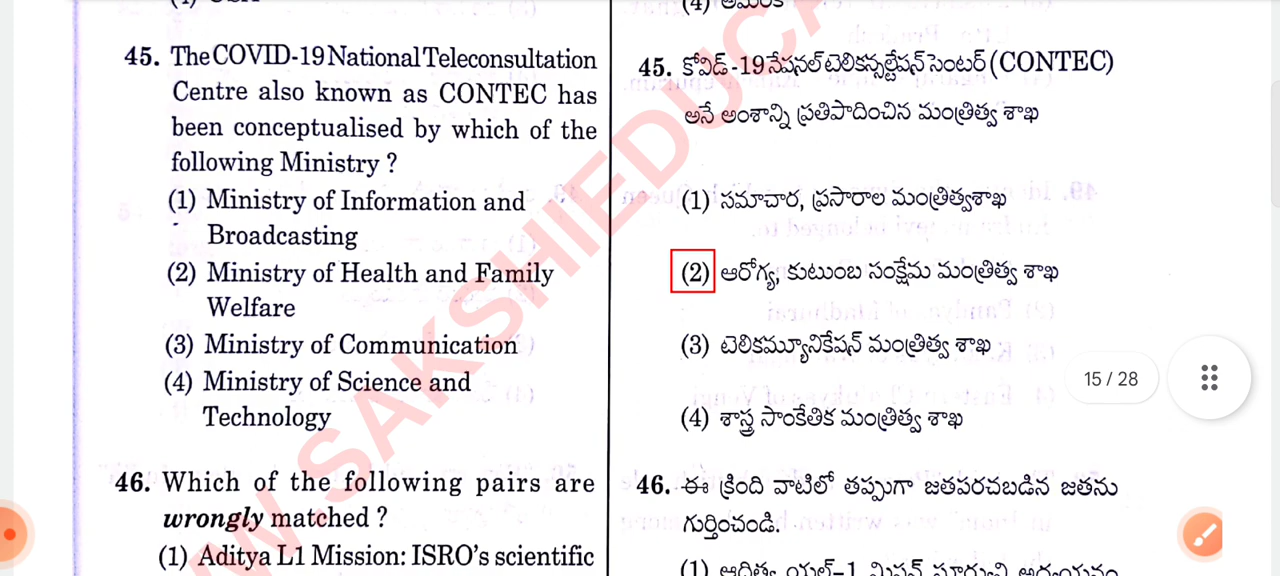 45. The COVID-19 National Teleconsultation
Centre also known as CONTEC has
been conceptualised by which of the
following Ministry ?
(1) Ministry of Information and
Broadcasting
(2) Ministry of Health and Family
Welfare
(3) Ministry of Communication
(4) Ministry of Science and
Technology
46. Which of the following pairs are
wrongly matched ?
(1) Aditya L1 Mission: ISRO's scientific
45. కోవిడ్ -19 నేషనల్ టెలికన్సల్టేషన్ సెంటర్ (CONTEC)
అనే అంశాన్ని ప్రతిపాదించిన మంత్రిత్వ శాఖ
(1) సమాచార, ప్రసారాల మంత్రిత్వశాఖ
(2) ఆరోగ్య, కుటుంబ సంక్షేమ మంత్రిత్వ శాఖ
(3) టెలికమ్యూనికేషన్ మంత్రిత్వ శాఖ
(4) శాస్త్ర సాంకేతిక మంత్రిత్వ శాఖ
46. ఈ క్రింది వాటిలో తప్పుగా జతపరచబడిన జతను
గుర్తించండి.
15 / 28
W.SAKSHIEDUCA